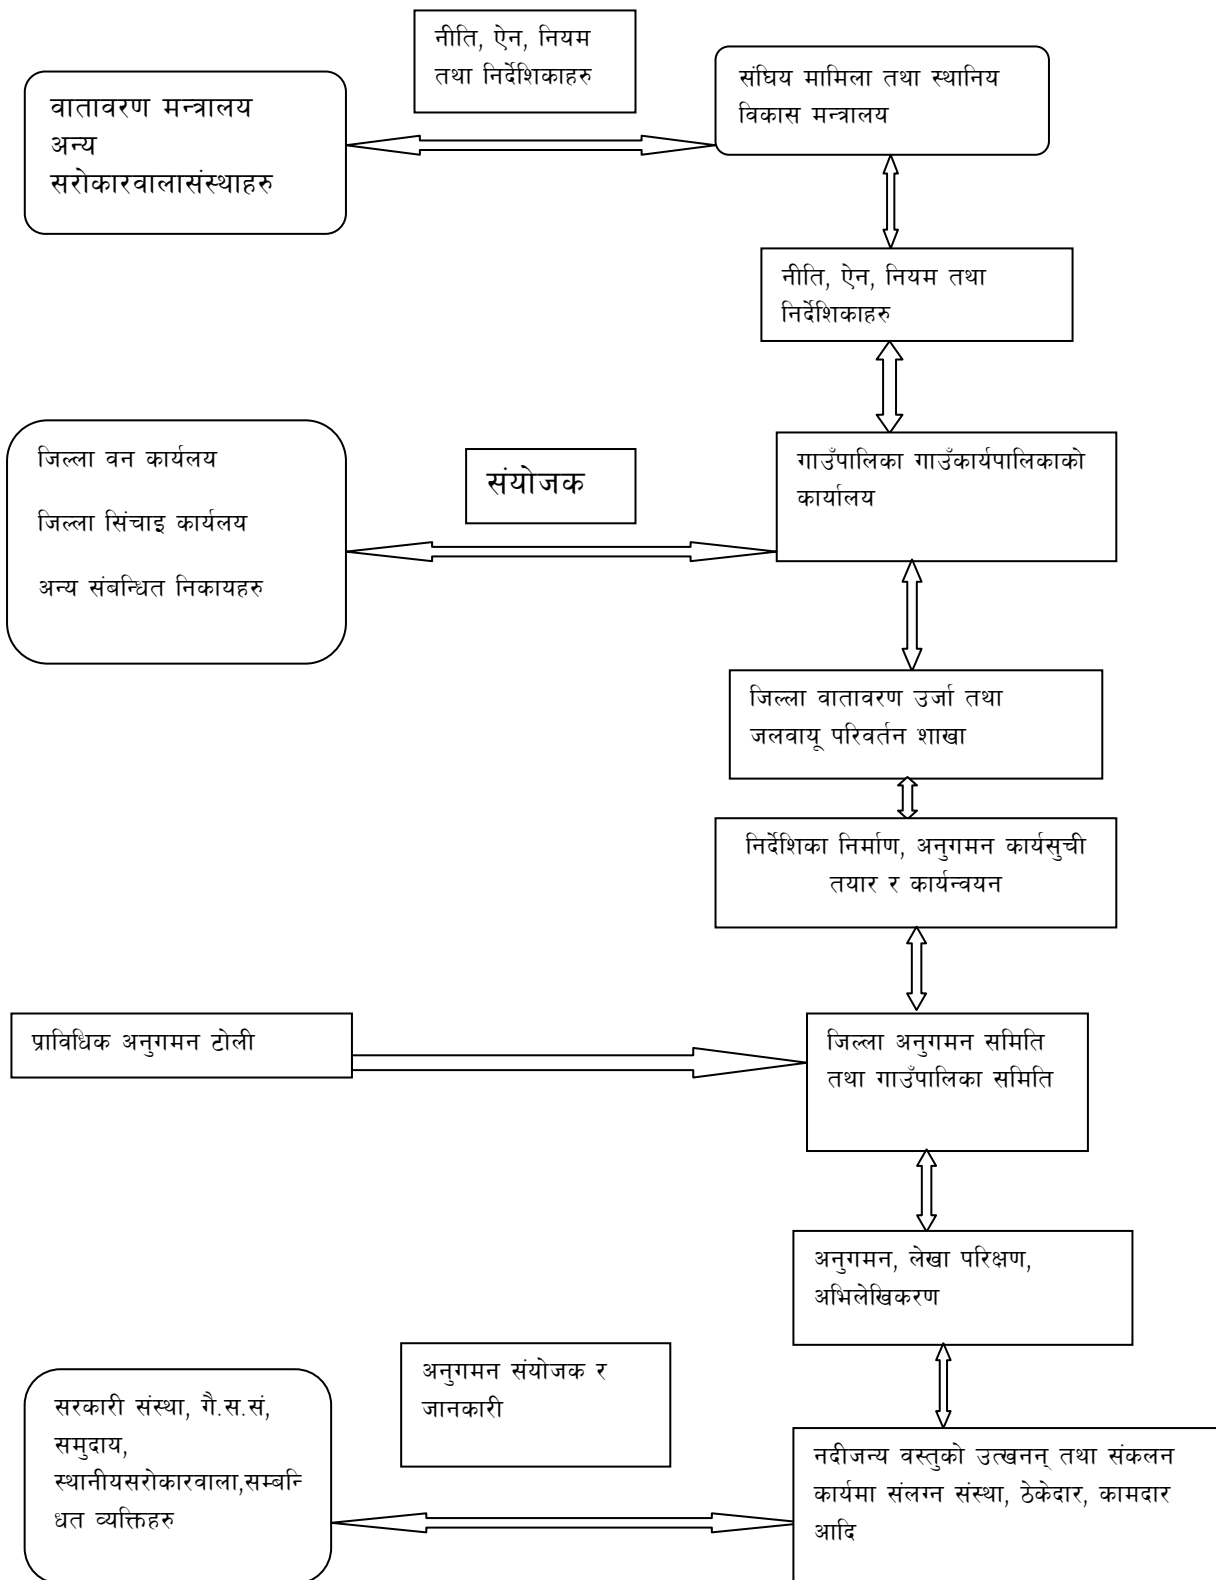 नीति, ऐन, नियम
तथा निर्देशिकाहरु
वातावरण मन्त्रालय
अन्य
सरोकारवालासंस्थाहरु
संघिय मामिला तथा स्थानिय
विकास मन्त्रालय
नीति, ऐन, नियम तथा
निर्देशिकाहरु
जिल्ला वन कार्यलय
जिल्ला सिंचाइ कार्यलय
अन्य संबन्धित निकायहरु
संयोजक
गाउँपालिका गाउँकार्यपालिकाको
कार्यालय
जिल्ला वातावरण उर्जा तथा
जलवायू परिवर्तन शाखा
निर्देशिका निर्माण, अनुगमन कार्यसुची
तयार र कार्यन्वयन
प्राविधिक अनुगमन टोली
जिल्ला अनुगमन समिति
तथा गाउँपालिका समिति
अनुगमन, लेखा परिक्षण,
अभिलेखिकरण
अनुगमन संयोजक र
जानकारी
सरकारी संस्था, गै.स.सं,
समुदाय,
स्थानीयसरोकारवाला,सम्बन्
धित व्यक्तिहरु
नदीजन्य वस्तुको उत्खनन् तथा संकलन
कार्यमा संलग्न संस्था, ठेकेदार, कामदार
आदि